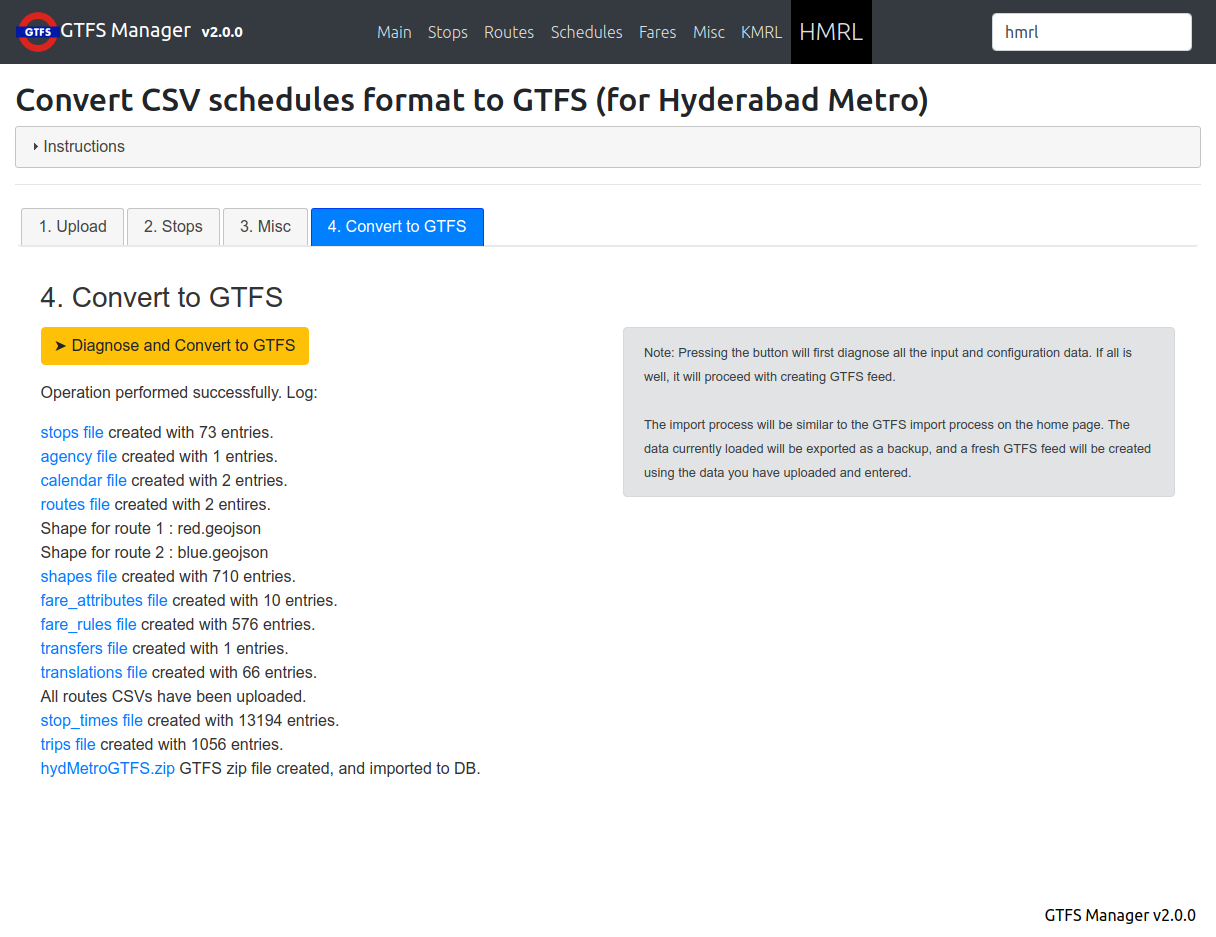 GTFS GTFS Manager v2.0.0 Main Stops Routes Schedules Fares Misc KMRL HMRL hmrl
Convert CSV schedules format to GTFS (for Hyderabad Metro)
Instructions
1. Upload 2. Stops 3. Misc 4. Convert to GTFS
4. Convert to GTFS
➤ Diagnose and Convert to GTFS
Operation performed successfully. Log:
stops file created with 73 entries.
agency file created with 1 entries.
calendar file created with 2 entries.
routes file created with 2 entires.
Shape for route 1 : red.geojson
Shape for route 2 : blue.geojson
shapes file created with 710 entries.
fare_attributes file created with 10 entries.
fare_rules file created with 576 entries.
transfers file created with 1 entries.
translations file created with 66 entries.
All routes CSVs have been uploaded.
stop_times file created with 13194 entries.
trips file created with 1056 entries.
hydMetroGTFS.zip GTFS zip file created, and imported to DB.
Note: Pressing the button will first diagnose all the input and configuration data. If all is
well, it will proceed with creating GTFS feed.
The import process will be similar to the GTFS import process on the home page. The
data currently loaded will be exported as a backup, and a fresh GTFS feed will be created
using the data you have uploaded and entered.
GTFS Manager v2.0.0